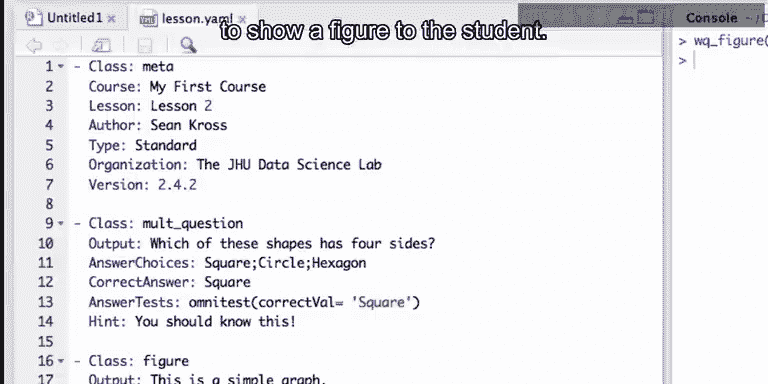 Untitled1
lesson.yaml
Console
to show a figure to the student.
> wq_figure(
>
1 - Class: meta
2 Course: My First Course
3 Lesson: Lesson 2
4 Author: Sean Kross
5 Type: Standard
6 Organization: The JHU Data Science Lab
7 Version: 2.4.2
8
9 - Class: mult_question
10 Output: Which of these shapes has four sides?
11 AnswerChoices: Square;Circle;Hexagon
12 CorrectAnswer: Square
13 AnswerTests: omnitest(correctVal= 'Square')
14 Hint: You should know this!
15
16 - Class: figure
17 Output: This is a simple graph.